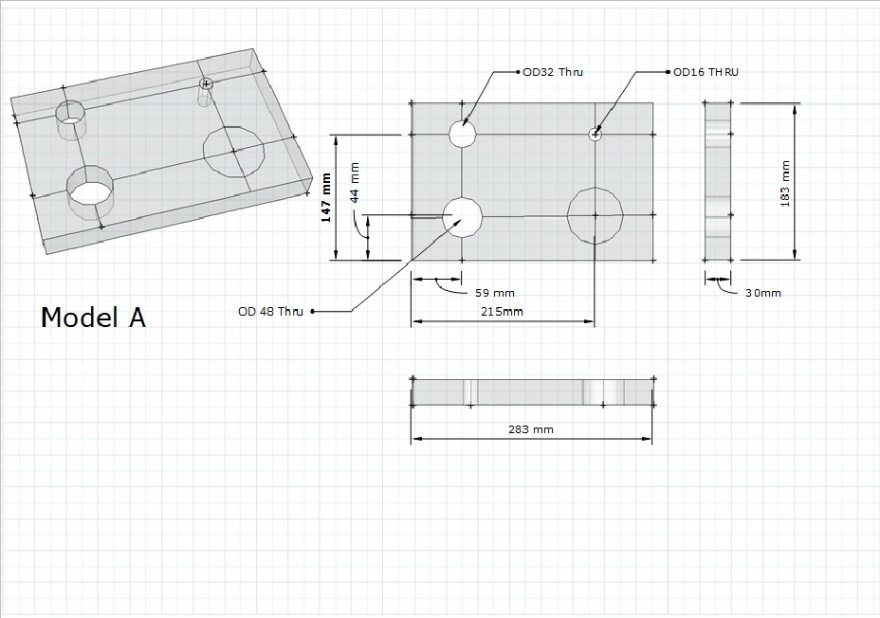 OD32 Thru
OD16 THRU
147 mm
44 mm
183 mm
59 mm
30mm
OD 48 Thru
215mm
Model A
283 mm